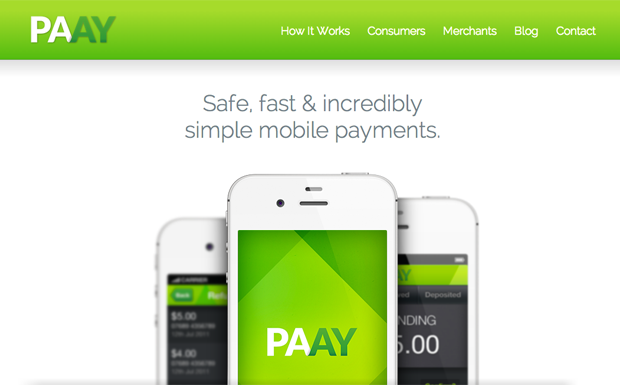 PAAY
How It Works
Consumers
Merchants
Blog
Contact
Safe, fast & incredibly
simple mobile payments.
CARRIER
Back
$5.00
$4.00
PAAY
AY
Deposited
NDING
5.00